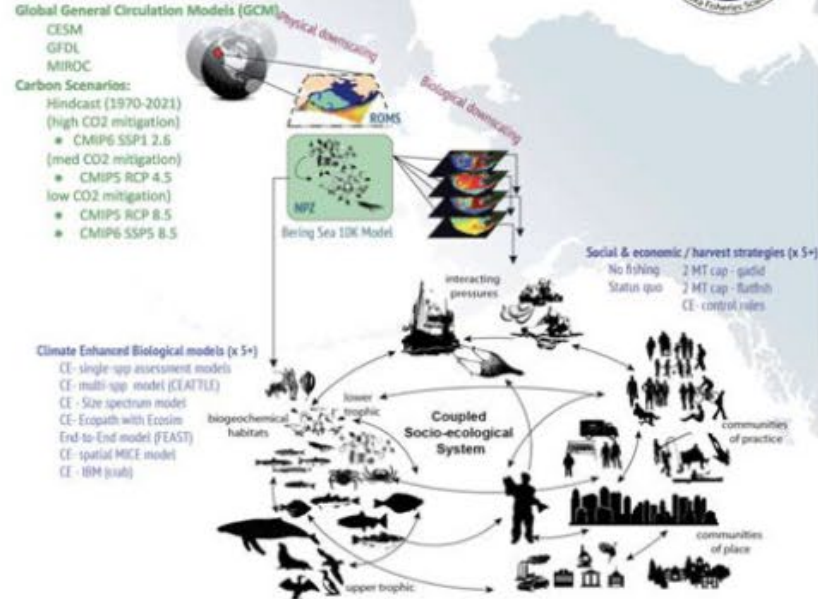 Global General Circulation Models (GCM)
CESM
GFDL
MIROC
Carbon Scenarios:
Hindcast (1970-2021)
(high CO2 mitigation)
• CMIP6 SSP1 2.6
(med CO2 mitigation)
• CMIP5 RCP 4.5
low CO2 mitigation)
• CMIP5 RCP 8.5
• CMIP6 SSP5 8.5
Physical downscaling
ROMS
Biological downscaling
NPZ
Bering Sea 10K Model
Social & economic / harvest strategies (x 5+)
No fishing 2 MT cap - gadid
Status quo 2 MT cap - flatfish
CE- control rules
interacting
pressures
Climate Enhanced Biological models (x 5+)
CE- single-spp assessment models
CE- multi-spp model (CEATTLE)
CE - Size spectrum model
CE- Ecopath with Ecosim
End-to-End model (FEAST)
CE- spatial MICE model
CE - IBM (crab)
biogeochemical
habitats
lower
trophic
Coupled
Socio-ecological
System
communities
of practice
communities
of place
upper trophic
Fisheries